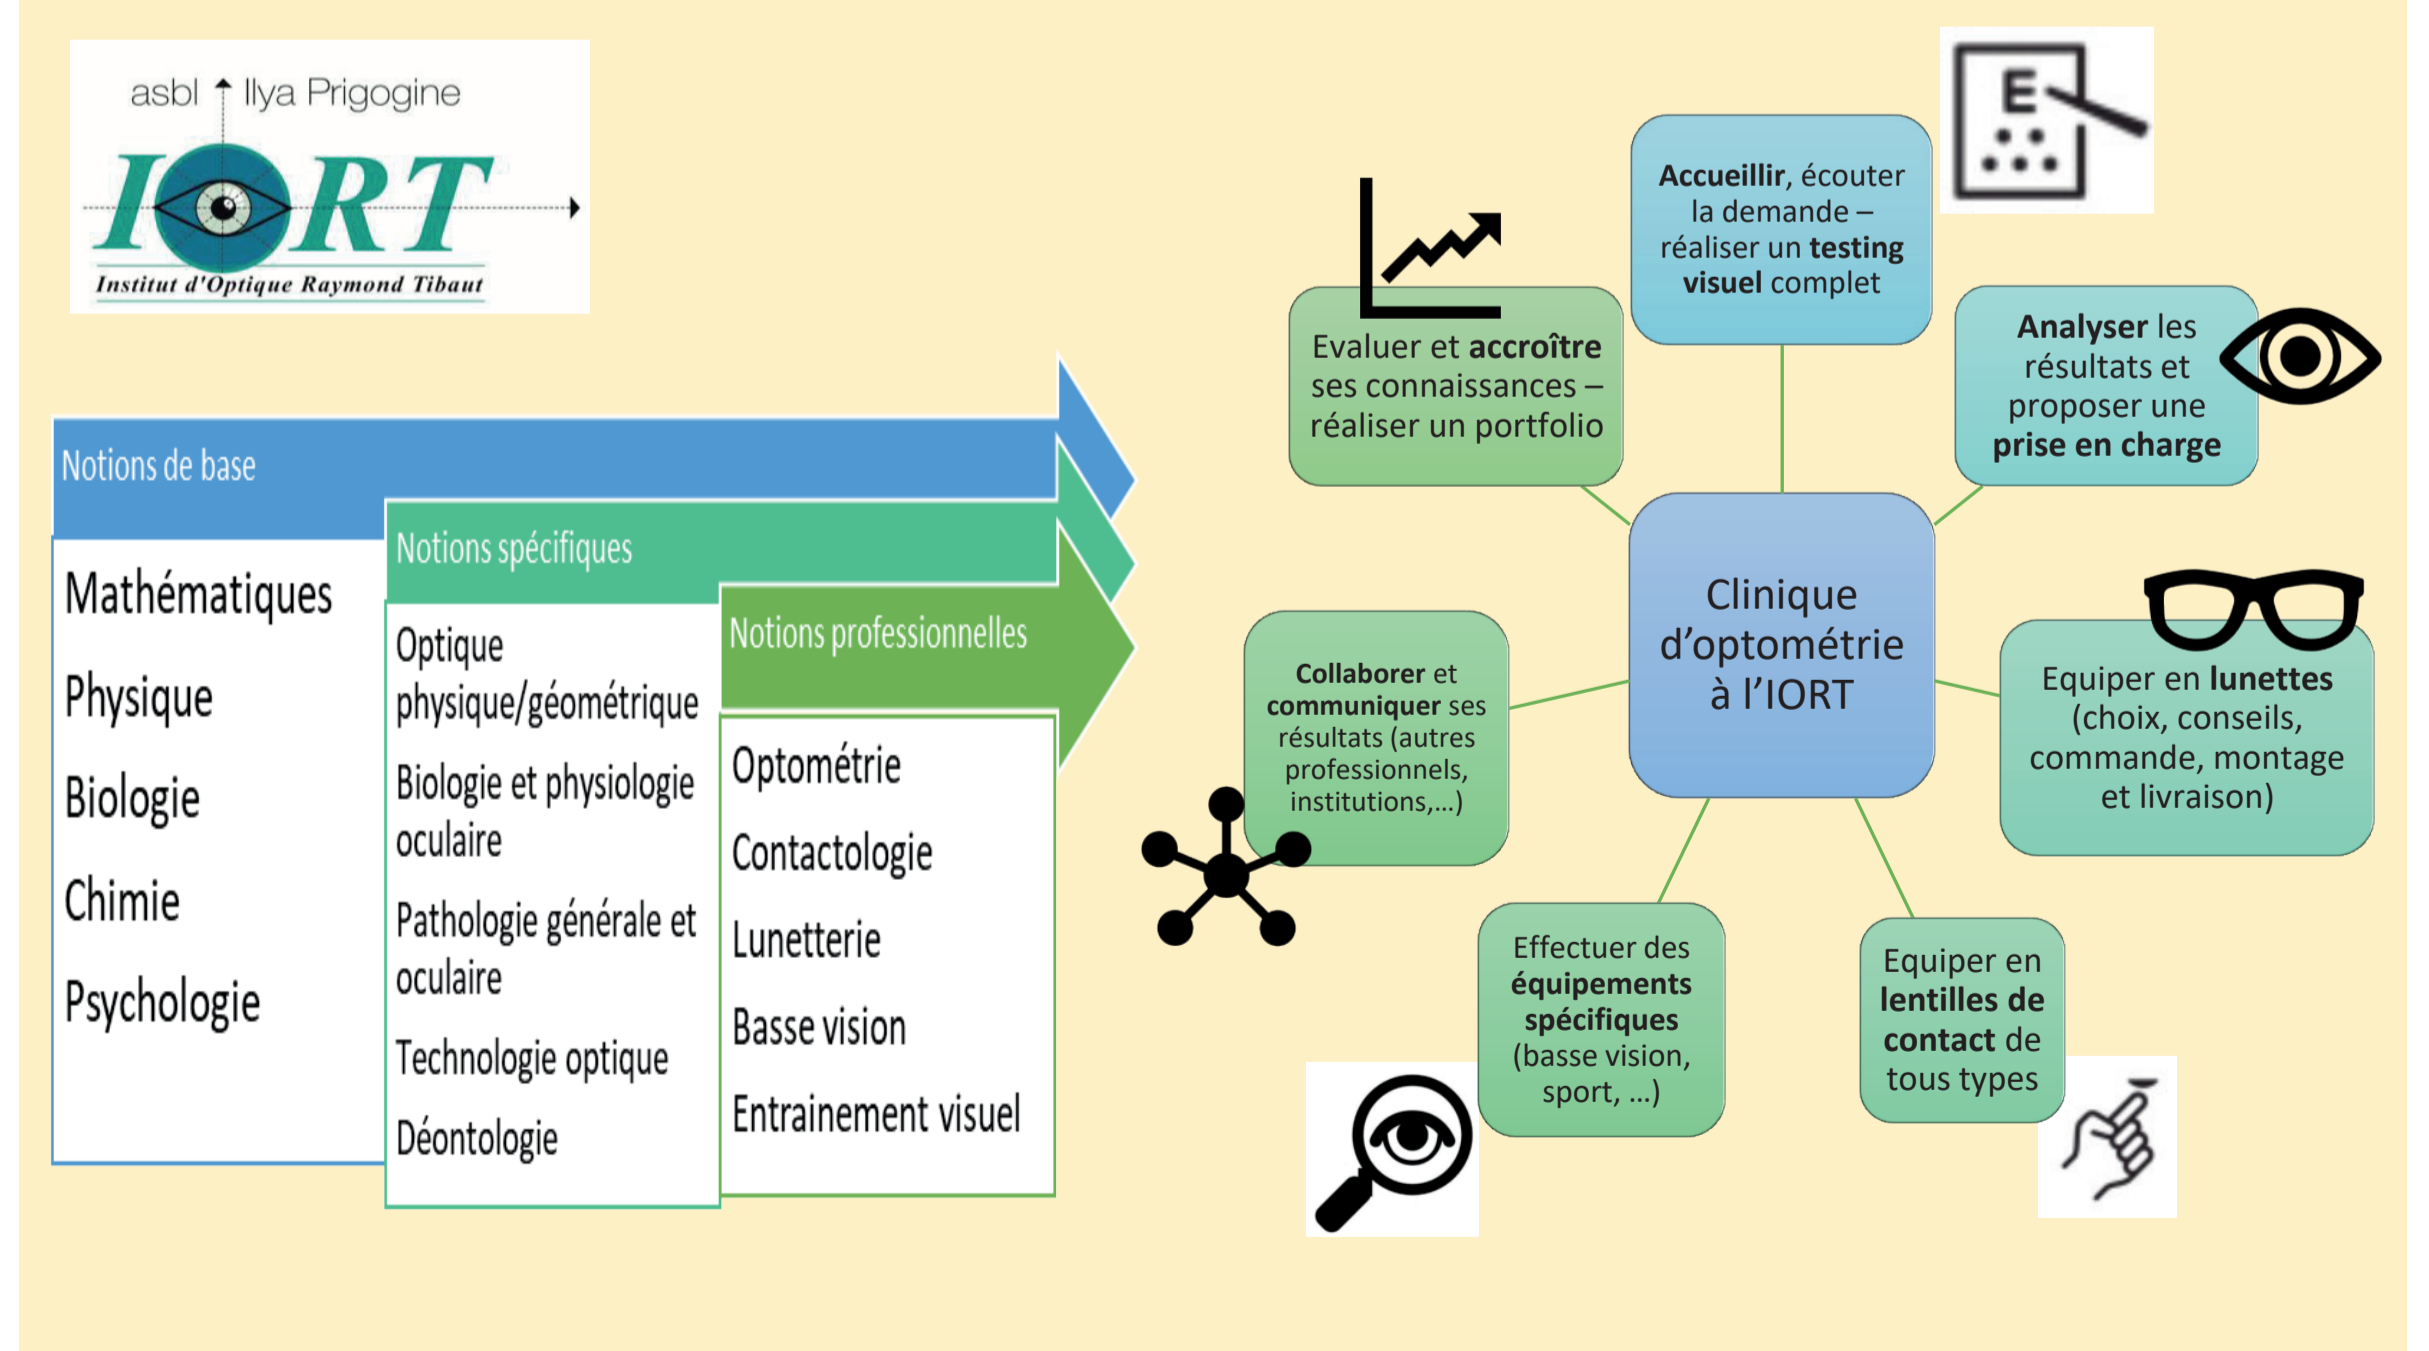 asbl Ilya Prigogine
IORT
Institut d'Optique Raymond Tibaut
Notions de base
Mathématiques
Physique
Biologie
Chimie
Psychologie
Notions spécifiques
Optique
physique/géométrique
Biologie et physiologie
oculaire
Pathologie générale et
oculaire
Technologie optique
Déontologie
Notions professionnelles
Optométrie
Contactologie
Lunetterie
Basse vision
Entrainement visuel
Clinique
d’optométrie
à l’IORT
Accueillir, écouter
la demande –
réaliser un testing
visuel complet
E
Analyser les
résultats et
proposer une
prise en charge
Equiper en lunettes
(choix, conseils,
commande, montage
et livraison)
Equiper en
lentilles de
contact de
tous types
Effectuer des
équipements
spécifiques
(basse vision,
sport, ...)
Collaborer et
communiquer ses
résultats (autres
professionnels,
institutions,...)
Evaluer et accroître
ses connaissances –
réaliser un portfolio